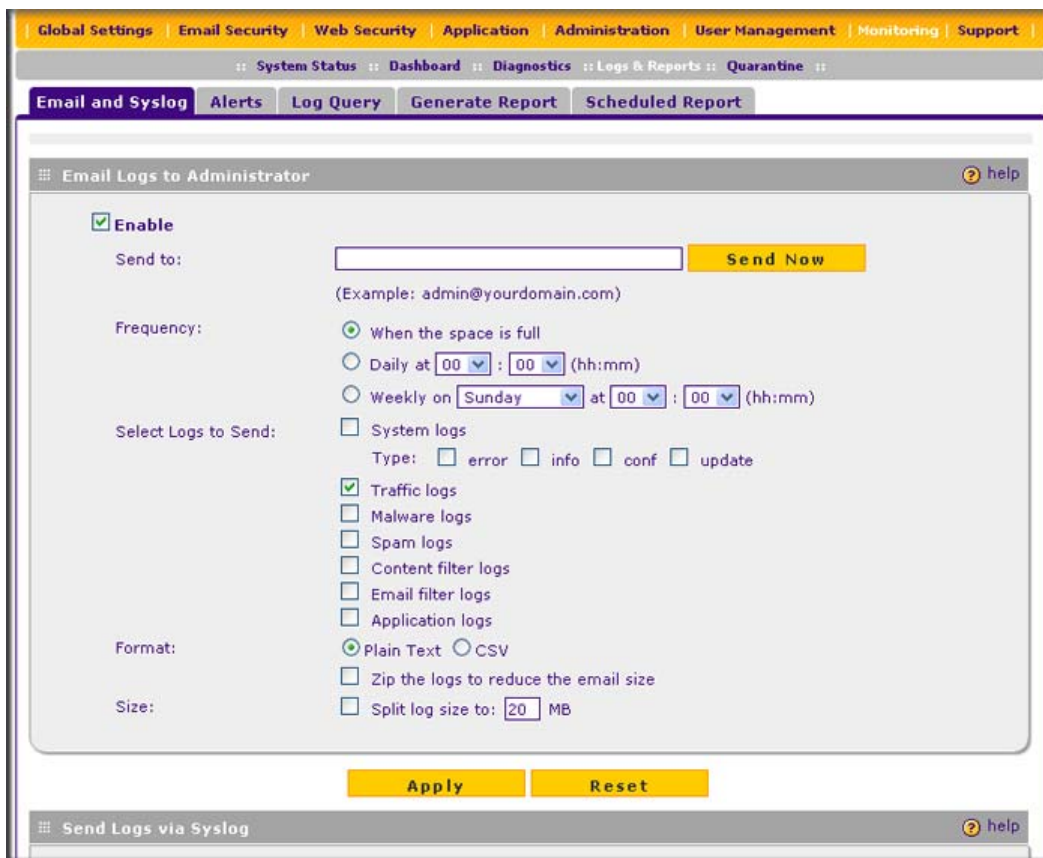 Global Settings | Email Security | Web Security | Application | Administration | User Management | Monitoring | Support
:: System Status :: Dashboard :: Diagnostics :: Logs & Reports :: Quarantine ::
Email and Syslog Alerts Log Query Generate Report Scheduled Report
Email Logs to Administrator ? help
Enable
Send to: Send Now
(Example: admin@yourdomain.com)
Frequency: When the space is full
Daily at 00 : 00 (hh:mm)
Weekly on Sunday at 00 : 00 (hh:mm)
Select Logs to Send: System logs
Type: error info conf update
Traffic logs
Malware logs
Spam logs
Content filter logs
Email filter logs
Application logs
Format: Plain Text CSV
Zip the logs to reduce the email size
Size: Split log size to: 20 MB
Apply Reset
Send Logs via Syslog ? help